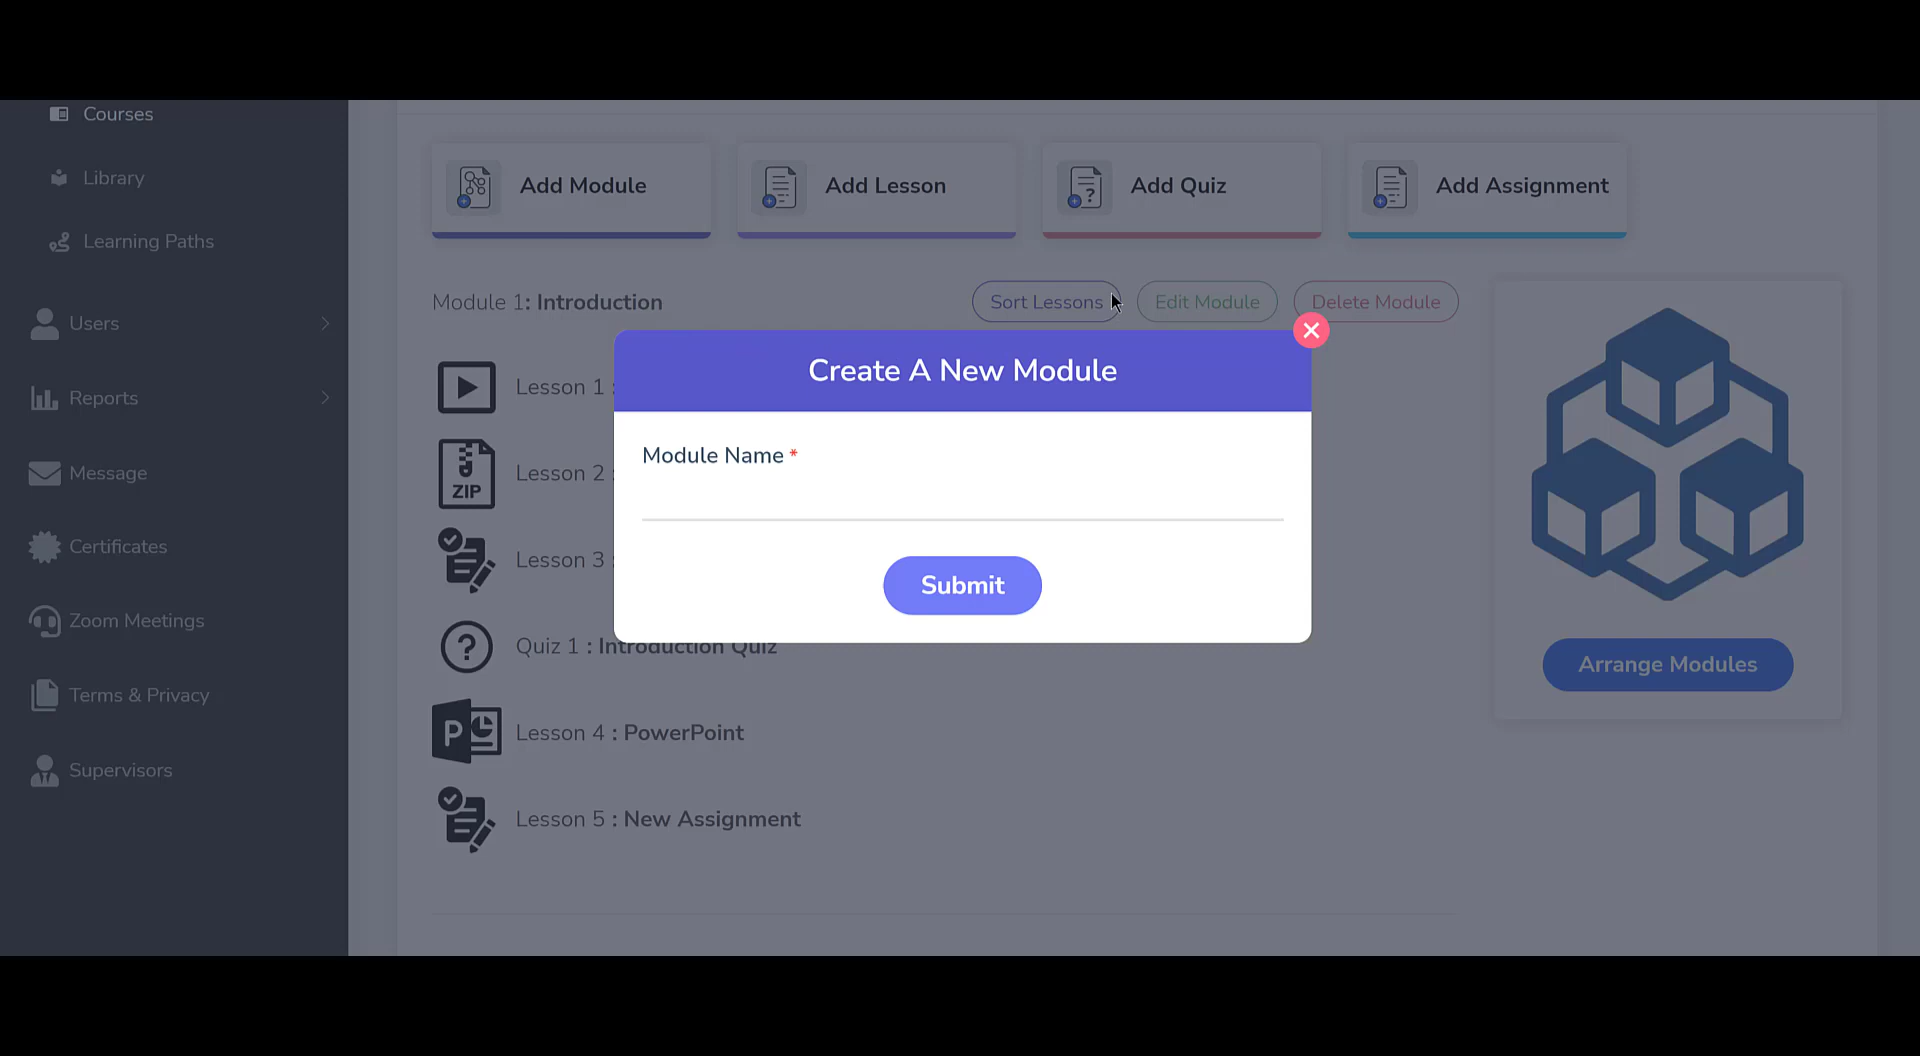 Courses
Library
Learning Paths
Users
Reports
Message
Certificates
Zoom Meetings
Terms & Privacy
Supervisors
Add Module
Add Lesson
Add Quiz
Add Assignment
Module 1: Introduction
Sort Lessons
Edit Module
Delete Module
Lesson 1 :
ZIP
Lesson 2 :
Lesson 3 :
Quiz 1 : Introduction Quiz
P
Lesson 4 : PowerPoint
Lesson 5 : New Assignment
Create A New Module
Module Name *
Submit
Arrange Modules